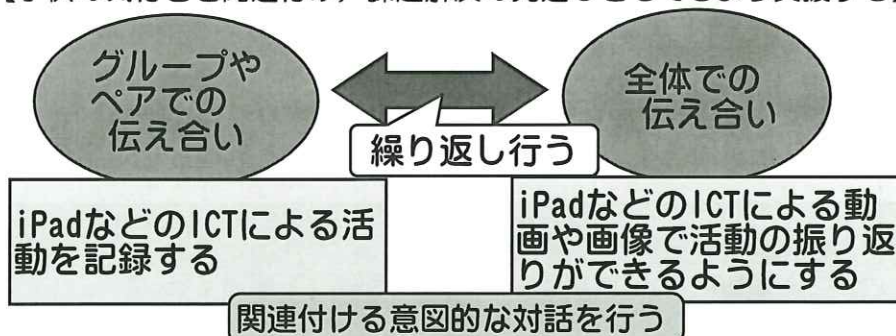 グループや
ペアでの
伝え合い
全体での
伝え合い
繰り返し行う
iPadなどのICTによる活
動を記録する
iPadなどのICTによる動
画や画像で活動の振り返
りができるようにする
関連付ける意図的な対話を行う